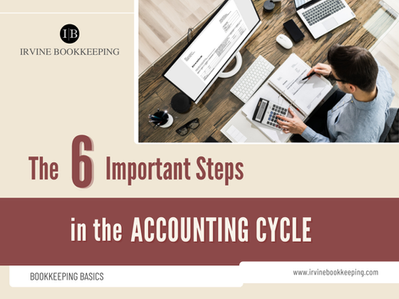 IB
IRVINE BOOKKEEPING
The 6 Important Steps
in the ACCOUNTING CYCLE
BOOKKEEPING BASICS
www.irvinebookkeeping.com